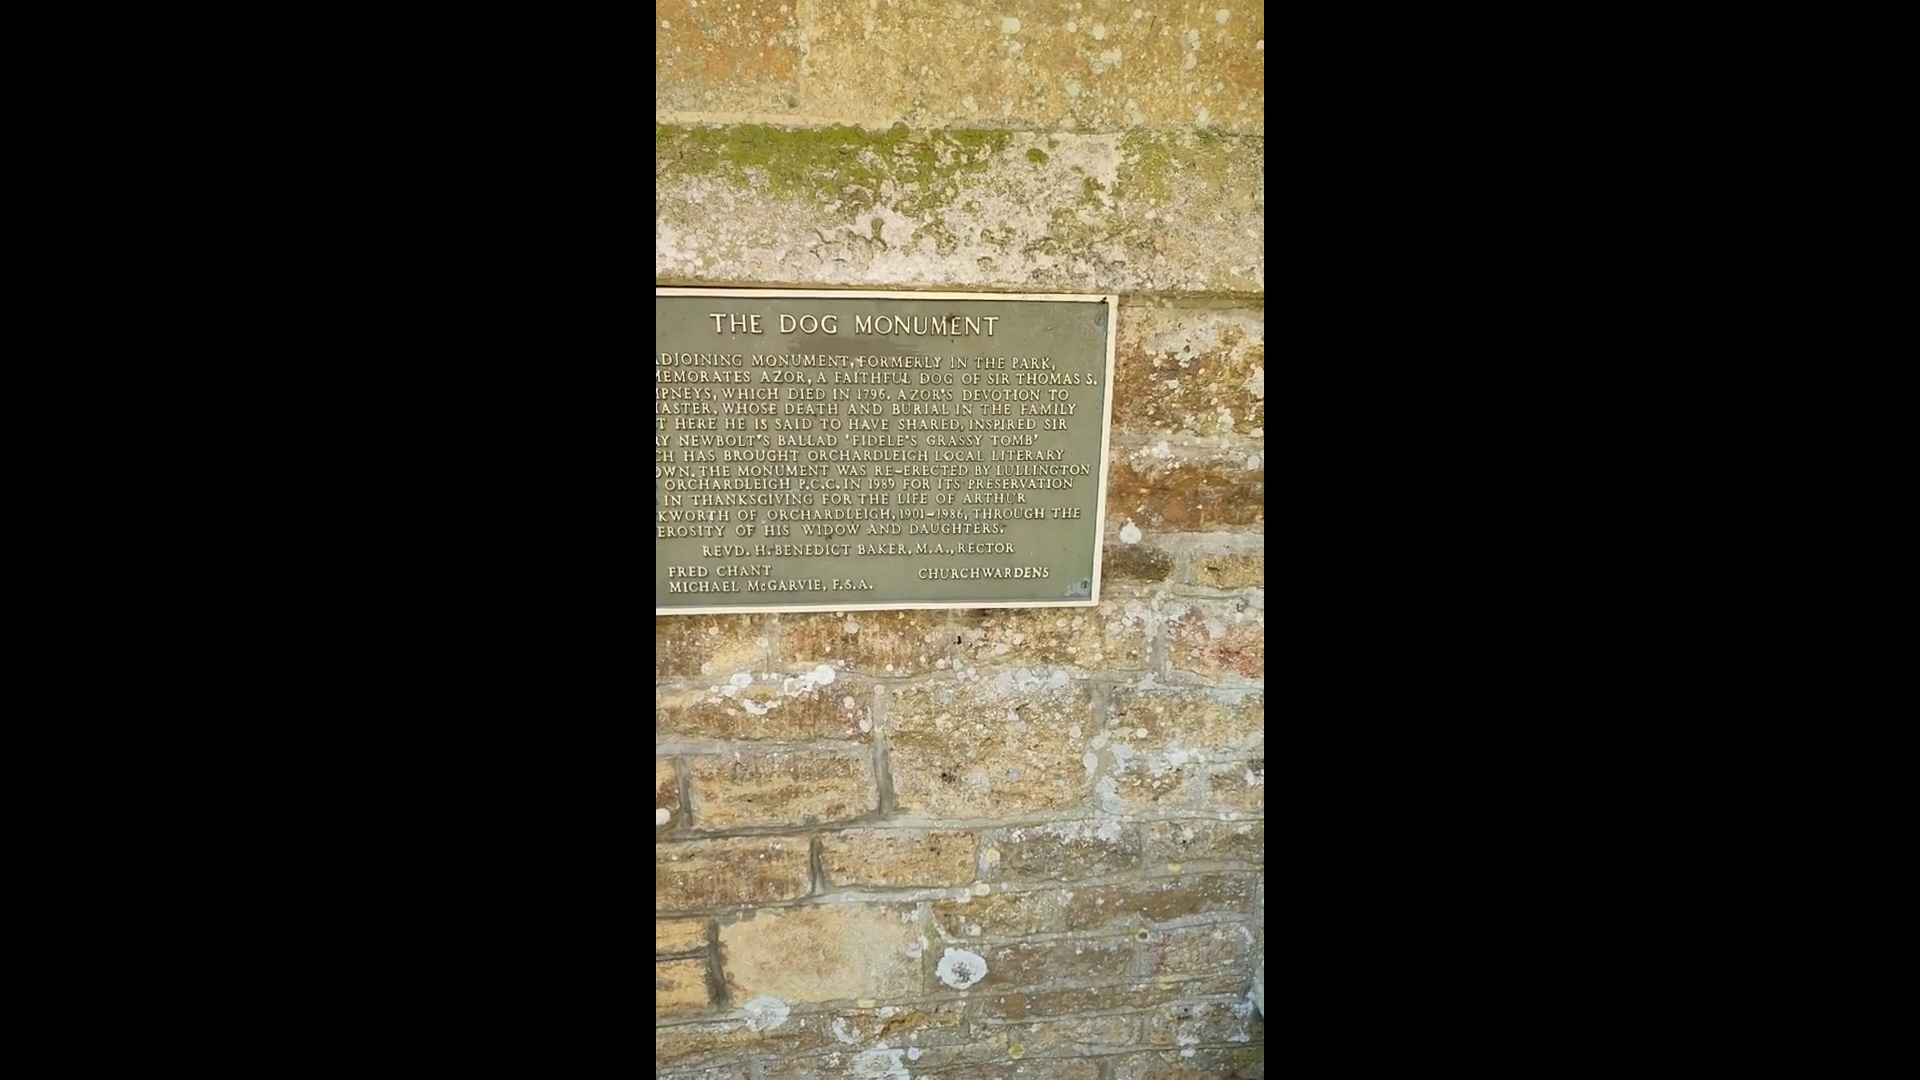 THE DOG MONUMENT
ADJOINING MONUMENT, FORMERLY IN THE PARK,
MEMORATES AZOR, A FAITHFUL DOG OF SIR THOMAS S.
MPNEYS, WHICH DIED IN 1796. AZOR'S DEVOTION TO
MASTER, WHOSE DEATH AND BURIAL IN THE FAMILY
T HERE HE IS SAID TO HAVE SHARED, INSPIRED SIR
RY NEWBOLT'S BALLAD 'FIDELE'S GRASSY TOMB'
CH HAS BROUGHT ORCHARDLEIGH LOCAL LITERARY
OWN. THE MONUMENT WAS RE-ERECTED BY LULLINGTON
ORCHARDLEIGH P.C.C. IN 1989 FOR ITS PRESERVATION
IN THANKSGIVING FOR THE LIFE OF ARTHUR
KWORTH OF ORCHARDLEIGH, 1901-1986, THROUGH THE
EROSITY OF HIS WIDOW AND DAUGHTERS.
REVD. H. BENEDICT BAKER, M.A., RECTOR
FRED CHANT CHURCHWARDENS
MICHAEL McGARVIE, F.S.A.